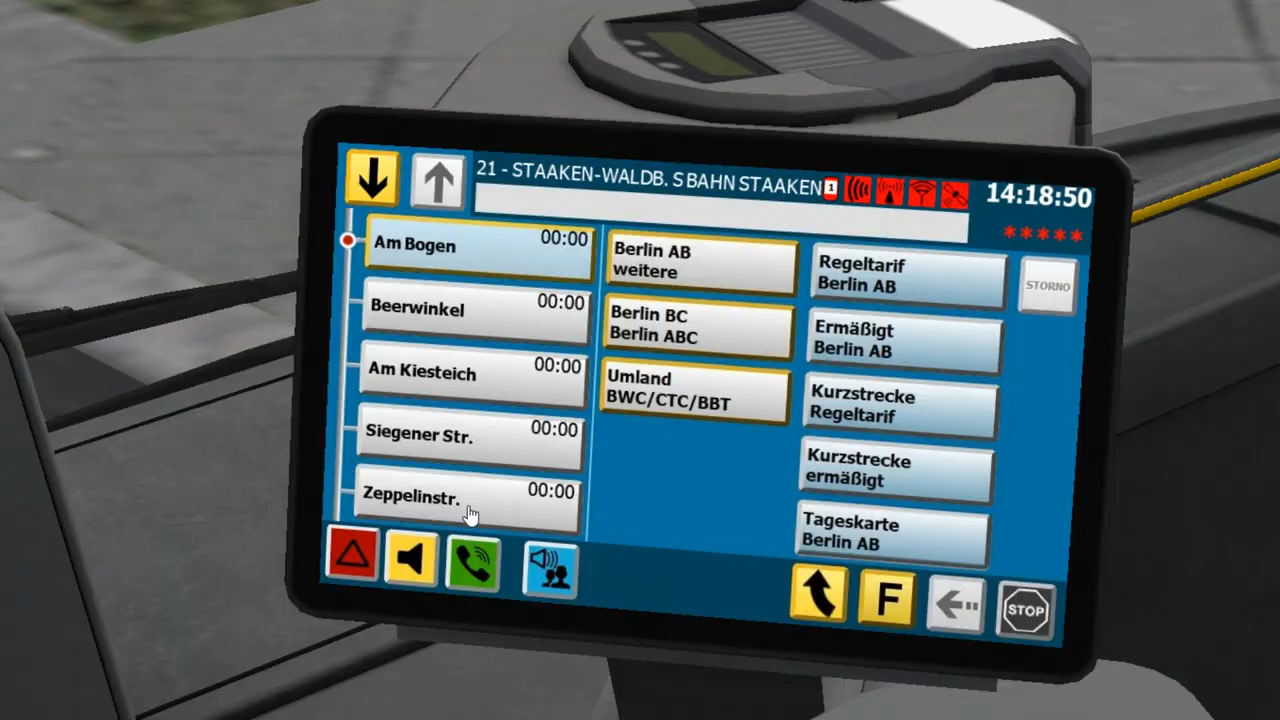 21 - STAAKEN-WALDB. S BAHN STAAKEN
1
14:18:50
*****
Am Bogen
00:00
Beerwinkel
00:00
Am Kiesteich
00:00
Siegener Str.
00:00
Zeppelinstr.
00:00
Berlin AB
weitere
Berlin BC
Berlin ABC
Umland
BWC/CTC/BBT
Regeltarif
Berlin AB
Ermäßigt
Berlin AB
Kurzstrecke
Regeltarif
Kurzstrecke
ermäßigt
Tageskarte
Berlin AB
STORNO
F
STOP